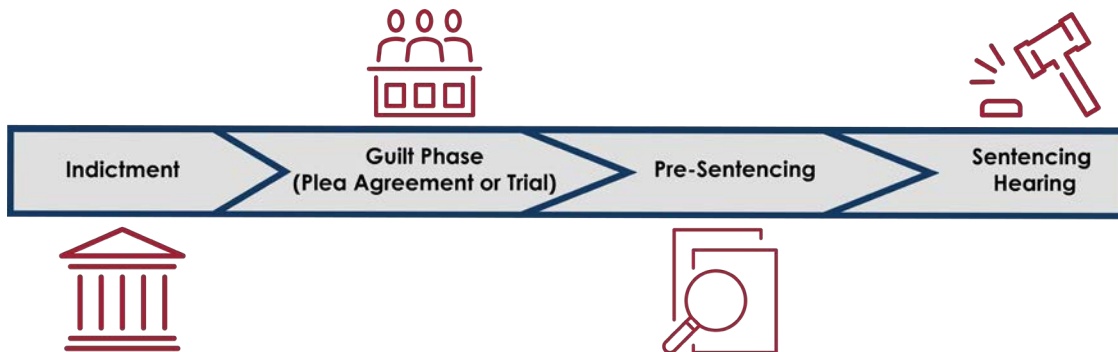 Indictment
Guilt Phase
(Plea Agreement or Trial)
Pre-Sentencing
Sentencing
Hearing